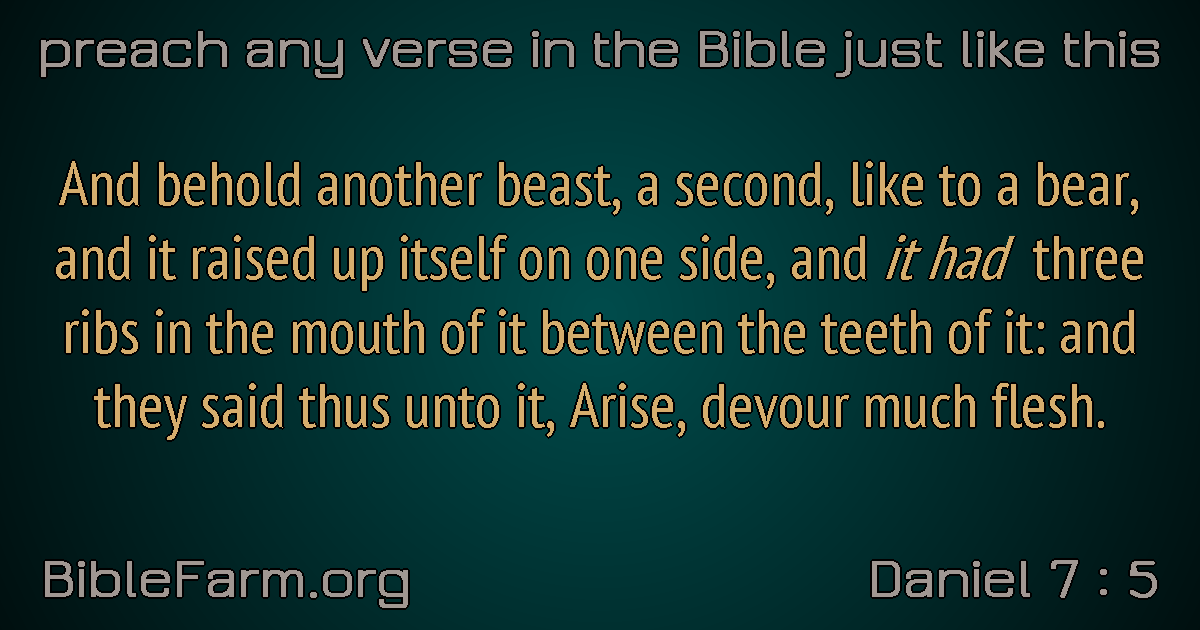 preach any verse in the Bible just like this
And behold another beast, a second, like to a bear,
and it raised up itself on one side, and it had three
ribs in the mouth of it between the teeth of it: and
they said thus unto it, Arise, devour much flesh.
BibleFarm.org
Daniel 7 : 5